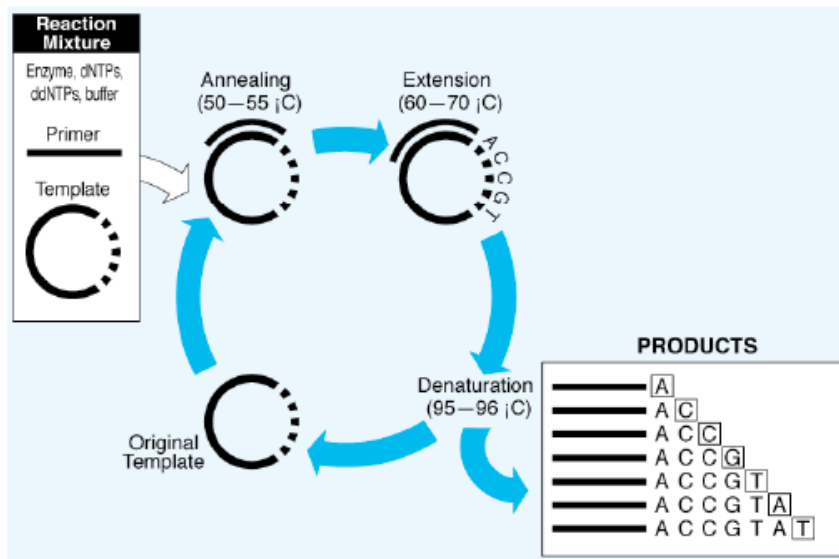 Reaction
Mixture
Enzyme, dNTPs,
ddNTPs, buffer
Primer
Template
Annealing
(50—55 ¡C)
Extension
(60—70 ¡C)
A C C G T
Denaturation
(95—96 ¡C)
Original
Template
PRODUCTS
A
A C
A C C
A C C G
A C C G T
A C C G T A
A C C G T A T